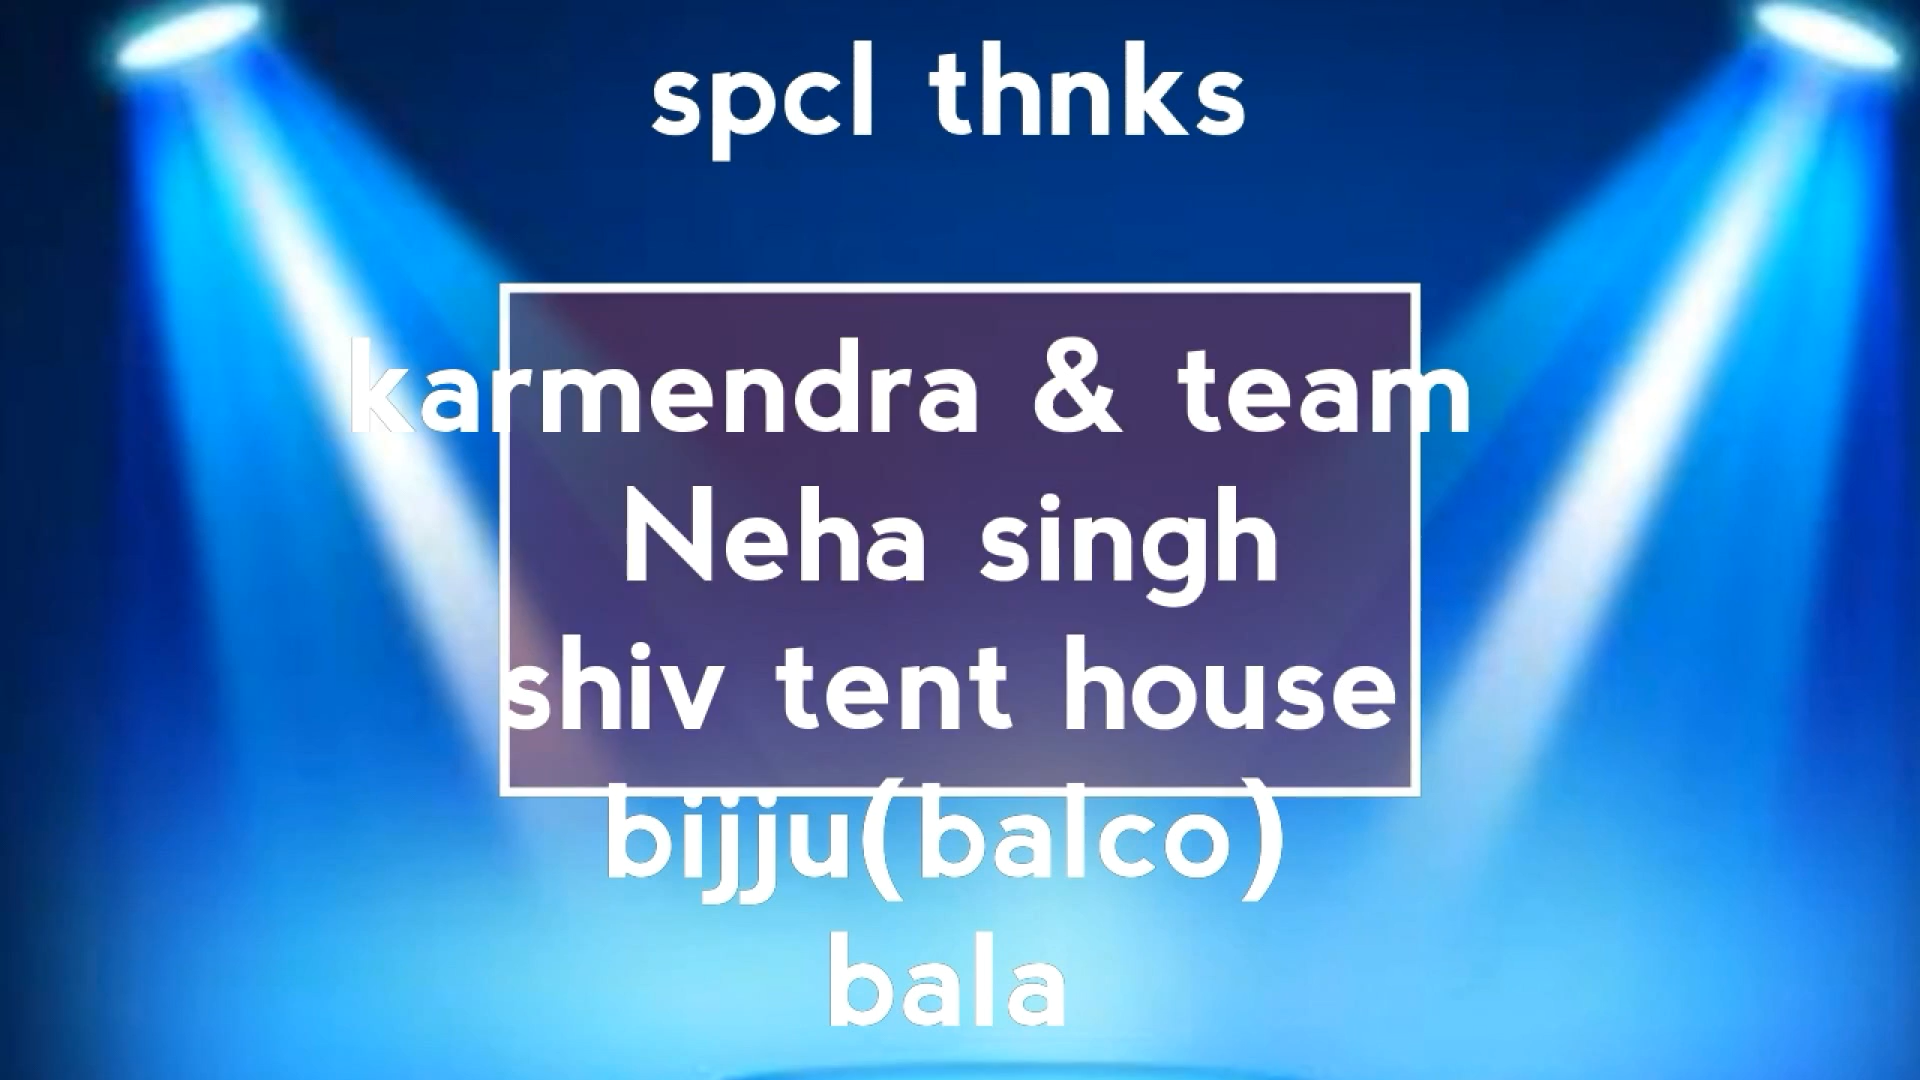 spcl thnks
karmendra & team
Neha singh
shiv tent house
bijju(balco)
bala